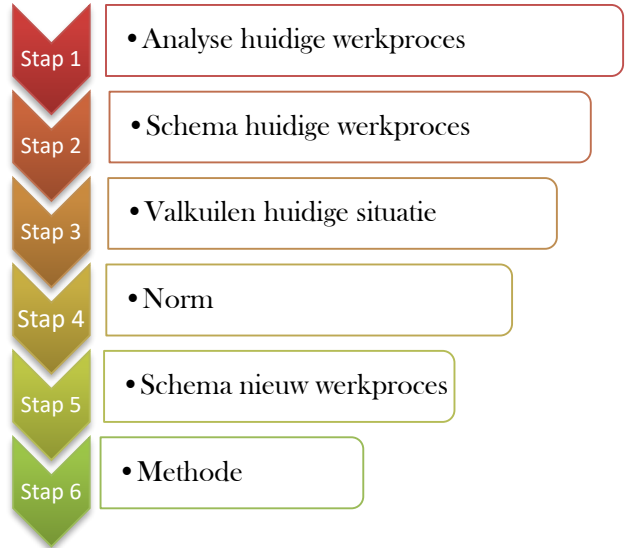 Stap 1
• Analyse huidige werkproces
Stap 2
• Schema huidige werkproces
Stap 3
• Valkuilen huidige situatie
Stap 4
• Norm
Stap 5
• Schema nieuw werkproces
Stap 6
• Methode